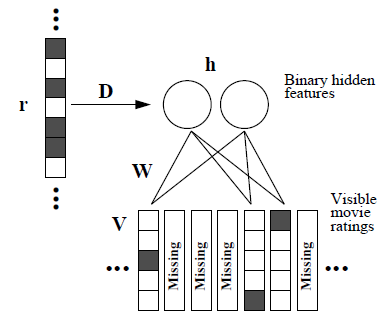 h
Binary hidden
features
r
D
W
Visible
movie
ratings
V
Missing
Missing
Missing
Missing